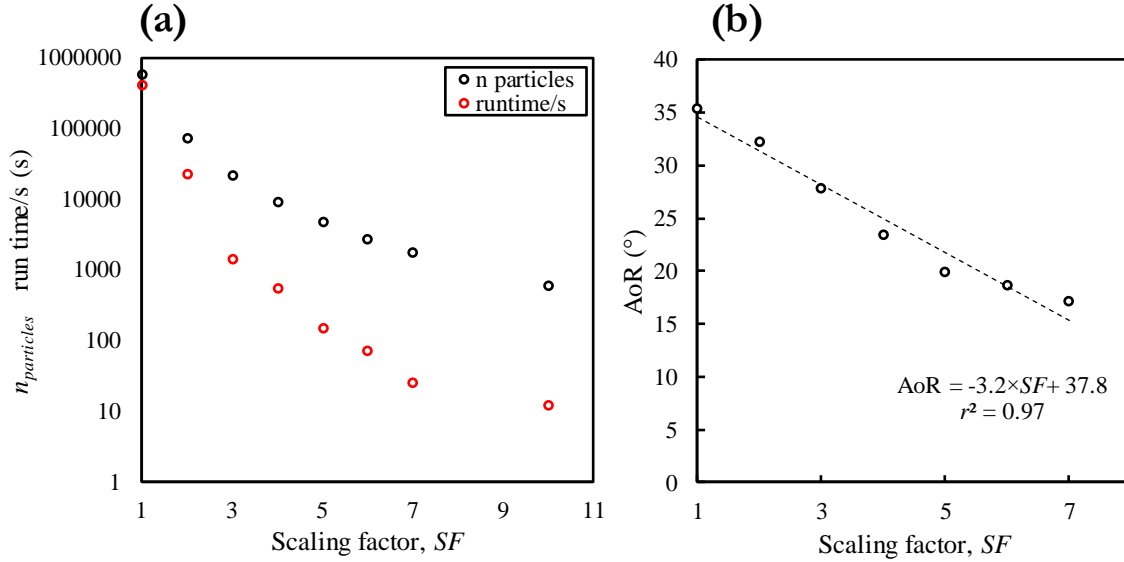 (a)
n particles
runtime/s
n_particles run time/s (s)
1000000
100000
10000
1000
100
10
1
1 3 5 7 9 11
Scaling factor, SF
(b)
AoR (°)
40
35
30
25
20
15
10
5
0
AoR = -3.2×SF+ 37.8
r² = 0.97
1 3 5 7
Scaling factor, SF